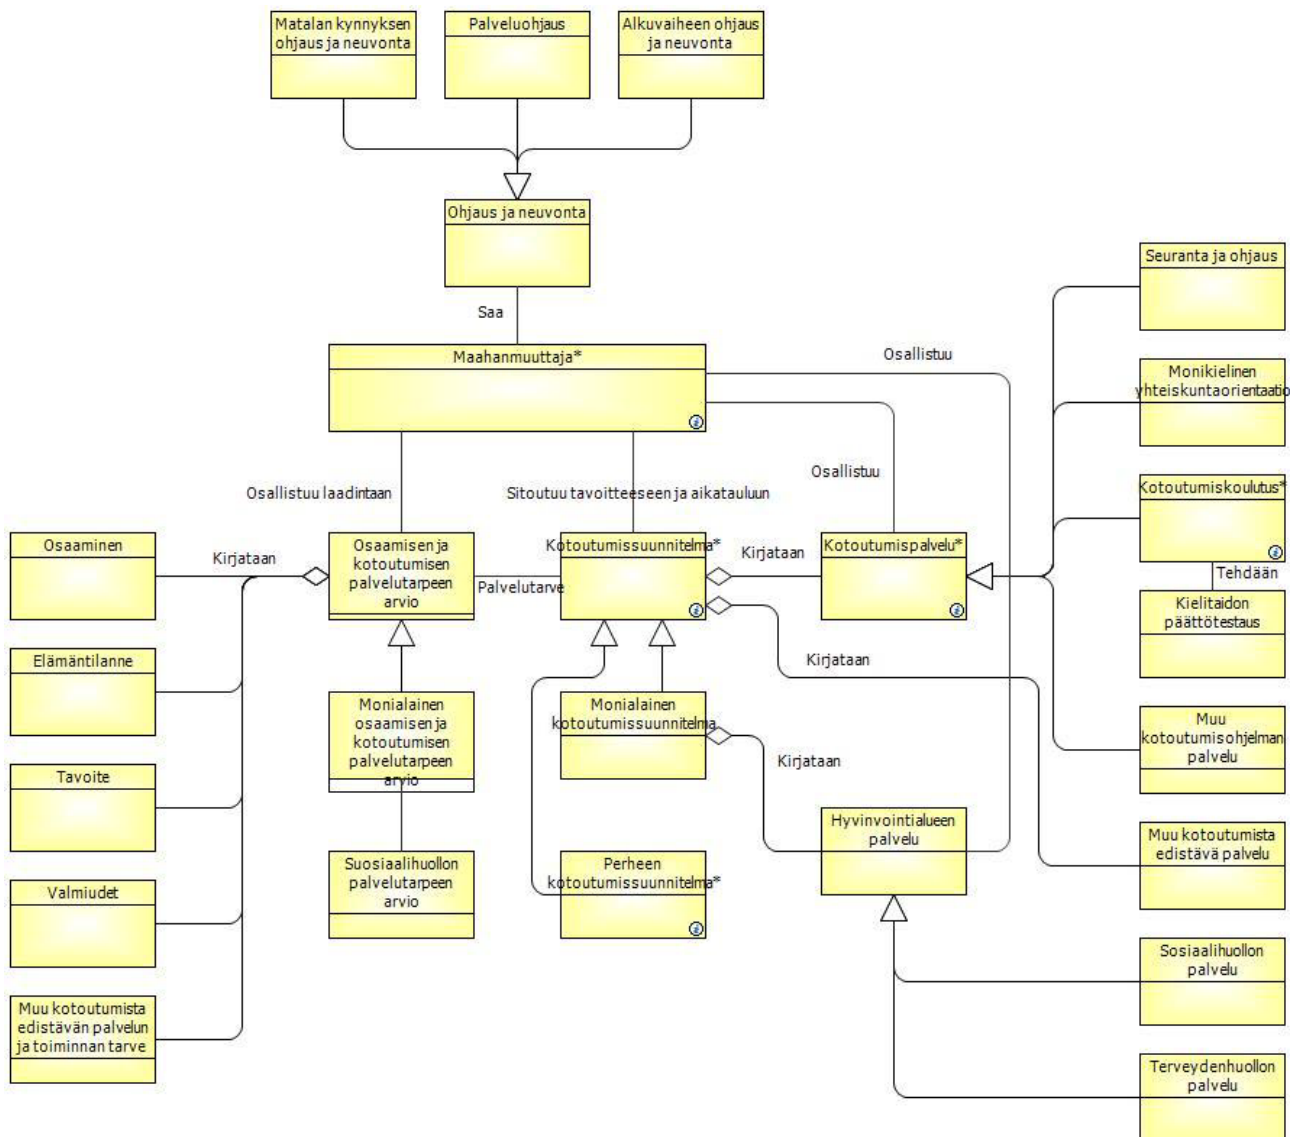 Matalan kynnyksen
ohjaus ja neuvonta
Palveluohjaus
Alkuvaiheen ohjaus
ja neuvonta
Ohjaus ja neuvonta
Saa
Maahanmuuttaja*
Osallistuu
Osallistuu
Osallistuu laadintaan
Sitoutuu tavoitteeseen ja aikatauluun
Seuranta ja ohjaus
Monikielinen
yhteiskuntaorientaatio
Kotoutumiskoulutus*
Tehdään
Kielitaidon
päättötestaus
Muu
kotoutumisohjelman
palvelu
Muu kotoutumista
edistävä palvelu
Sosiaalihuollon
palvelu
Terveydenhuollon
palvelu
Osaaminen
Kirjataan
Osaamisen ja
kotoutumisen
palvelutarpeen
arvio
Palvelutarve
Kotoutumissuunnitelma*
Kirjataan
Kotoutumispalvelu*
Kirjataan
Elämäntilanne
Tavoite
Valmiudet
Muu kotoutumista
edistävän palvelun
ja toiminnan tarve
Monialainen
osaamisen ja
kotoutumisen
palvelutarpeen
arvio
Monialainen
kotoutumissuunnitelma
Kirjataan
Suosiaalihuollon
palvelutarpeen
arvio
Perheen
kotoutumissuunnitelma*
Hyvinvointialueen
palvelu